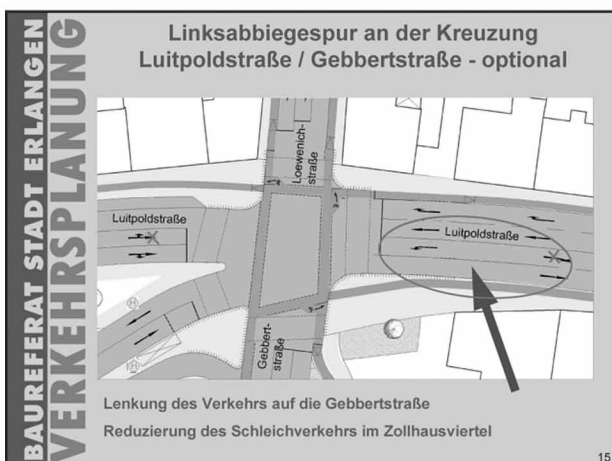 BAUREFERAT STADT ERLANGEN
VERKEHRSPLANUNG
Linksabbiegespur an der Kreuzung
Luitpoldstraße / Gebbertstraße - optional
Loewenich-
straße
Luitpoldstraße
Luitpoldstraße
Gebbert-
straße
H
H
Lenkung des Verkehrs auf die Gebbertstraße
Reduzierung des Schleichverkehrs im Zollhausviertel
15